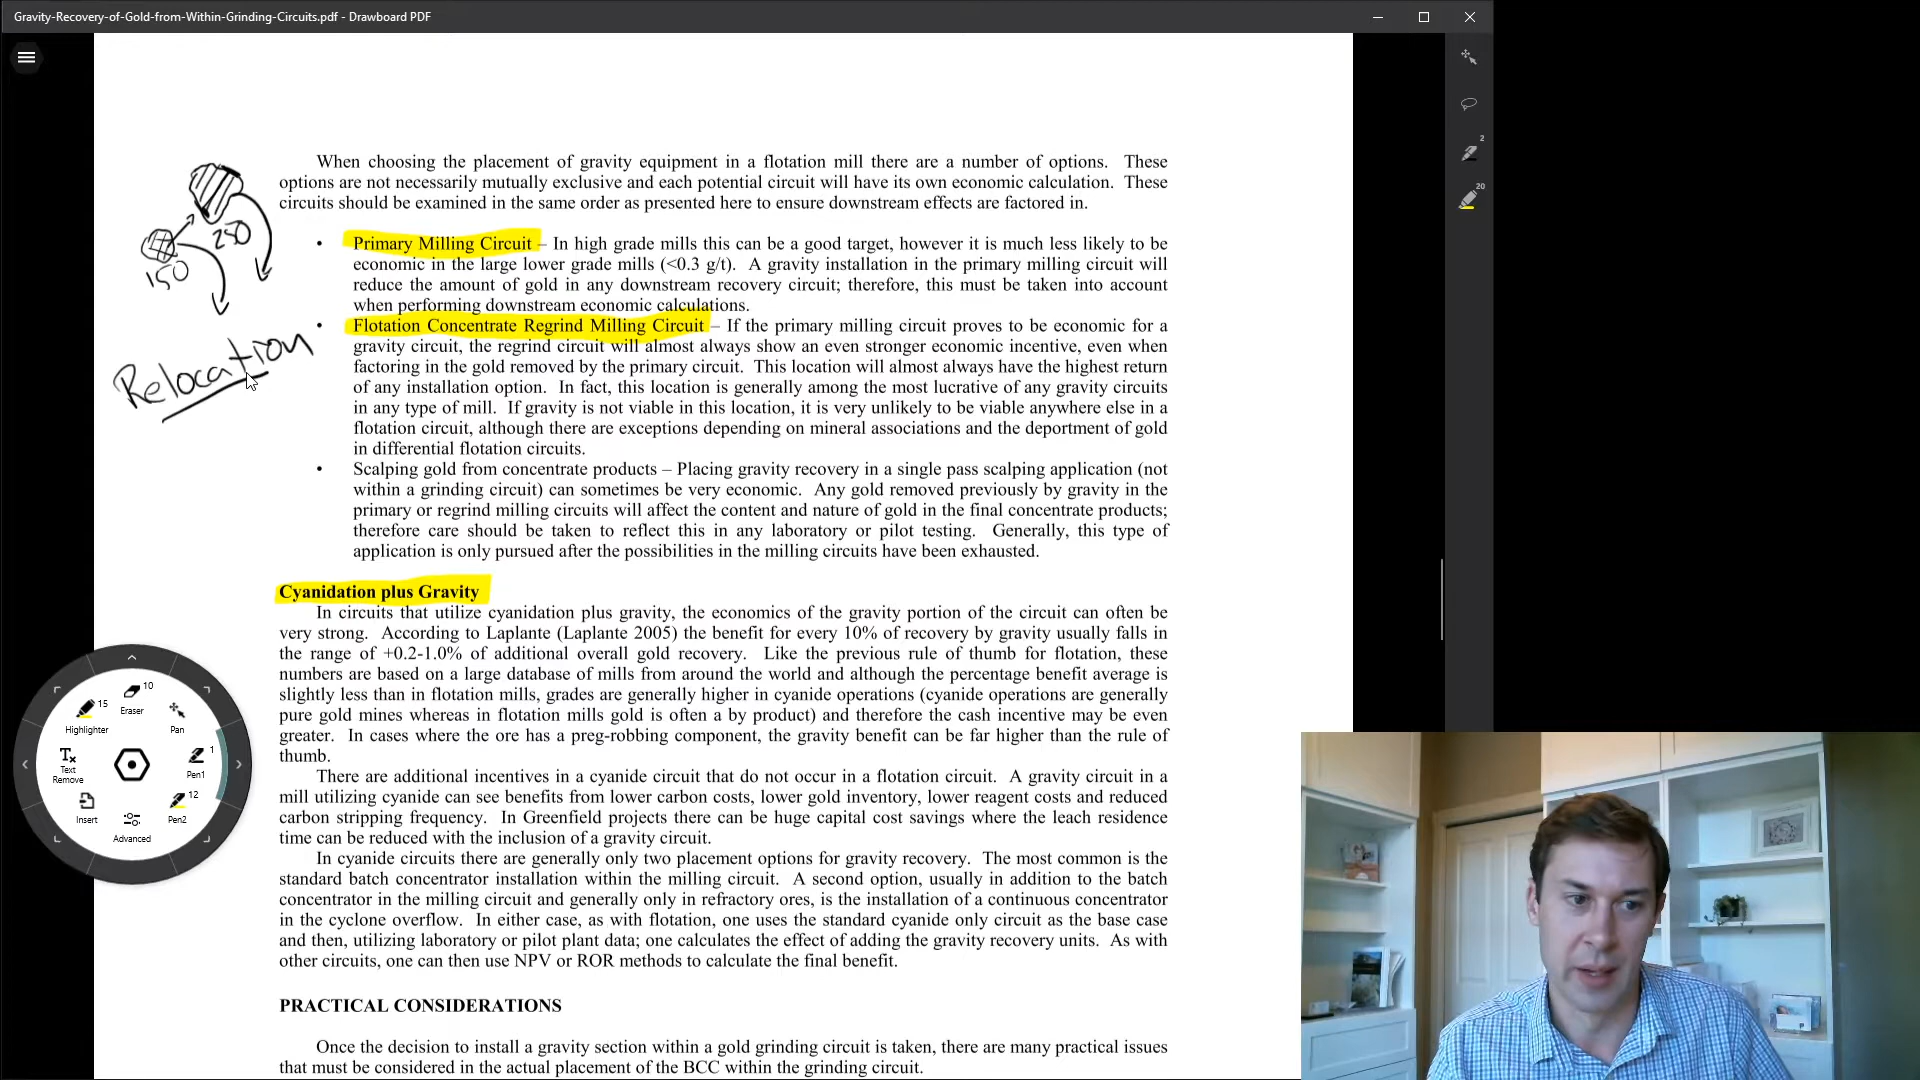 Gravity-Recovery-of-Gold-from-Within-Grinding-Circuits.pdf - Drawboard PDF
2
20
When choosing the placement of gravity equipment in a flotation mill there are a number of options. These
options are not necessarily mutually exclusive and each potential circuit will have its own economic calculation. These
circuits should be examined in the same order as presented here to ensure downstream effects are factored in.
250
150
Relocation
• Primary Milling Circuit – In high grade mills this can be a good target, however it is much less likely to be
economic in the large lower grade mills (<0.3 g/t). A gravity installation in the primary milling circuit will
reduce the amount of gold in any downstream recovery circuit; therefore, this must be taken into account
when performing downstream economic calculations.
• Flotation Concentrate Regrind Milling Circuit – If the primary milling circuit proves to be economic for a
gravity circuit, the regrind circuit will almost always show an even stronger economic incentive, even when
factoring in the gold removed by the primary circuit. This location will almost always have the highest return
of any installation option. In fact, this location is generally among the most lucrative of any gravity circuits
in any type of mill. If gravity is not viable in this location, it is very unlikely to be viable anywhere else in a
flotation circuit, although there are exceptions depending on mineral associations and the deportment of gold
in differential flotation circuits.
• Scalping gold from concentrate products – Placing gravity recovery in a single pass scalping application (not
within a grinding circuit) can sometimes be very economic. Any gold removed previously by gravity in the
primary or regrind milling circuits will affect the content and nature of gold in the final concentrate products;
therefore care should be taken to reflect this in any laboratory or pilot testing. Generally, this type of
application is only pursued after the possibilities in the milling circuits have been exhausted.
Cyanidation plus Gravity
In circuits that utilize cyanidation plus gravity, the economics of the gravity portion of the circuit can often be
very strong. According to Laplante (Laplante 2005) the benefit for every 10% of recovery by gravity usually falls in
the range of +0.2-1.0% of additional overall gold recovery. Like the previous rule of thumb for flotation, these
numbers are based on a large database of mills from around the world and although the percentage benefit average is
slightly less than in flotation mills, grades are generally higher in cyanide operations (cyanide operations are generally
pure gold mines whereas in flotation mills gold is often a by product) and therefore the cash incentive may be even
greater. In cases where the ore has a preg-robbing component, the gravity benefit can be far higher than the rule of
thumb.
There are additional incentives in a cyanide circuit that do not occur in a flotation circuit. A gravity circuit in a
mill utilizing cyanide can see benefits from lower carbon costs, lower gold inventory, lower reagent costs and reduced
carbon stripping frequency. In Greenfield projects there can be huge capital cost savings where the leach residence
time can be reduced with the inclusion of a gravity circuit.
In cyanide circuits there are generally only two placement options for gravity recovery. The most common is the
standard batch concentrator installation within the milling circuit. A second option, usually in addition to the batch
concentrator in the milling circuit and generally only in refractory ores, is the installation of a continuous concentrator
in the cyclone overflow. In either case, as with flotation, one uses the standard cyanide only circuit as the base case
and then, utilizing laboratory or pilot plant data; one calculates the effect of adding the gravity recovery units. As with
other circuits, one can then use NPV or ROR methods to calculate the final benefit.
PRACTICAL CONSIDERATIONS
Once the decision to install a gravity section within a gold grinding circuit is taken, there are many practical issues
that must be considered in the actual placement of the BCC within the grinding circuit.
10
Eraser
15
Highlighter
Pan
Text
Remove
1
Pen1
Insert
12
Pen2
Advanced